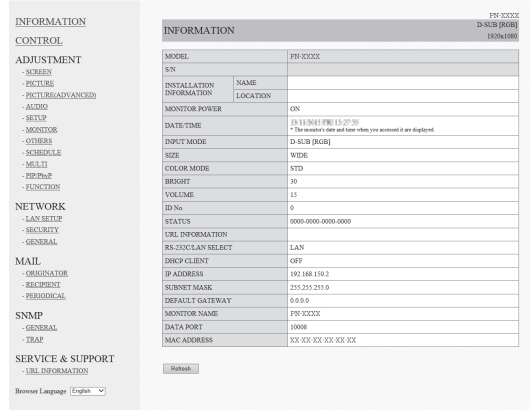 INFORMATION
CONTROL
ADJUSTMENT
- SCREEN
- PICTURE
- PICTURE(ADVANCED)
- AUDIO
- SETUP
- MONITOR
- OTHERS
- SCHEDULE
- MULTI
- PIP/PbyP
- FUNCTION
NETWORK
- LAN SETUP
- SECURITY
- GENERAL
MAIL
- ORIGINATOR
- RECIPIENT
- PERIODICAL
SNMP
- GENERAL
- TRAP
SERVICE & SUPPORT
- URL INFORMATION
Browser Language English
PN-XXXX
INFORMATION
D-SUB [RGB]
1920x1080
MODEL PN-XXXX
S/N
INSTALLATION INFORMATION NAME
LOCATION
MONITOR POWER ON
DATE/TIME
* The monitor's date and time when you accessed it are displayed.
INPUT MODE D-SUB [RGB]
SIZE WIDE
COLOR MODE STD
BRIGHT 30
VOLUME 15
ID No. 0
STATUS 0000-0000-0000-0000
URL INFORMATION
RS-232C/LAN SELECT LAN
DHCP CLIENT OFF
IP ADDRESS 192.168.150.2
SUBNET MASK 255.255.255.0
DEFAULT GATEWAY 0.0.0.0
MONITOR NAME PN-XXXX
DATA PORT 10008
MAC ADDRESS XX-XX-XX-XX-XX-XX
Refresh